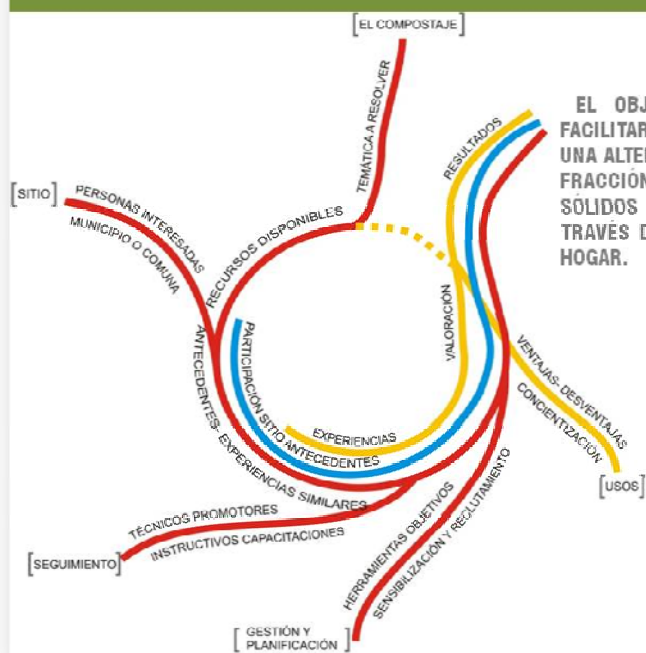 [EL COMPOSTAJE]
TEMÁTICA A RESOLVER
RESULTADOS
EL OBJ
FACILITAR
UNA ALTE
FRACCIÓN
SÓLIDOS
TRAVÉS D
HOGAR.
[SITIO]
PERSONAS INTERESADAS
MUNICIPIO O COMUNA
RECURSOS DISPONIBLES
VALORACIÓN
VENTAJAS- DESVENTAJAS
CONCIENTIZACIÓN
[USOS]
EXPERIENCIAS
PARTICIPACIÓN SITIO ANTECEDENTES
ANTECEDENTES- EXPERIENCIAS SIMILARES
TÉCNICOS PROMOTORES
INSTRUCTIVOS CAPACITACIONES
[SEGUIMIENTO]
HERRAMIENTAS OBJETIVOS
SENSIBILIZACIÓN Y RECLUTAMIENTO
[GESTIÓN Y
PLANIFICACIÓN]